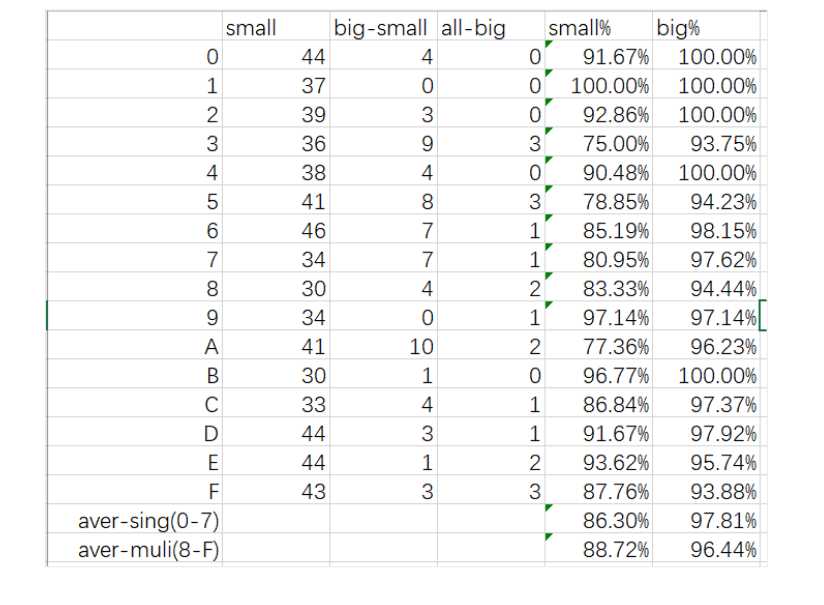 small big-small all-big small% big%
0 44 4 0 91.67% 100.00%
1 37 0 0 100.00% 100.00%
2 39 3 0 92.86% 100.00%
3 36 9 3 75.00% 93.75%
4 38 4 0 90.48% 100.00%
5 41 8 3 78.85% 94.23%
6 46 7 1 85.19% 98.15%
7 34 7 1 80.95% 97.62%
8 30 4 2 83.33% 94.44%
9 34 0 1 97.14% 97.14%
A 41 10 2 77.36% 96.23%
B 30 1 0 96.77% 100.00%
C 33 4 1 86.84% 97.37%
D 44 3 1 91.67% 97.92%
E 44 1 2 93.62% 95.74%
F 43 3 3 87.76% 93.88%
aver-sing(0-7) 86.30% 97.81%
aver-muli(8-F) 88.72% 96.44%